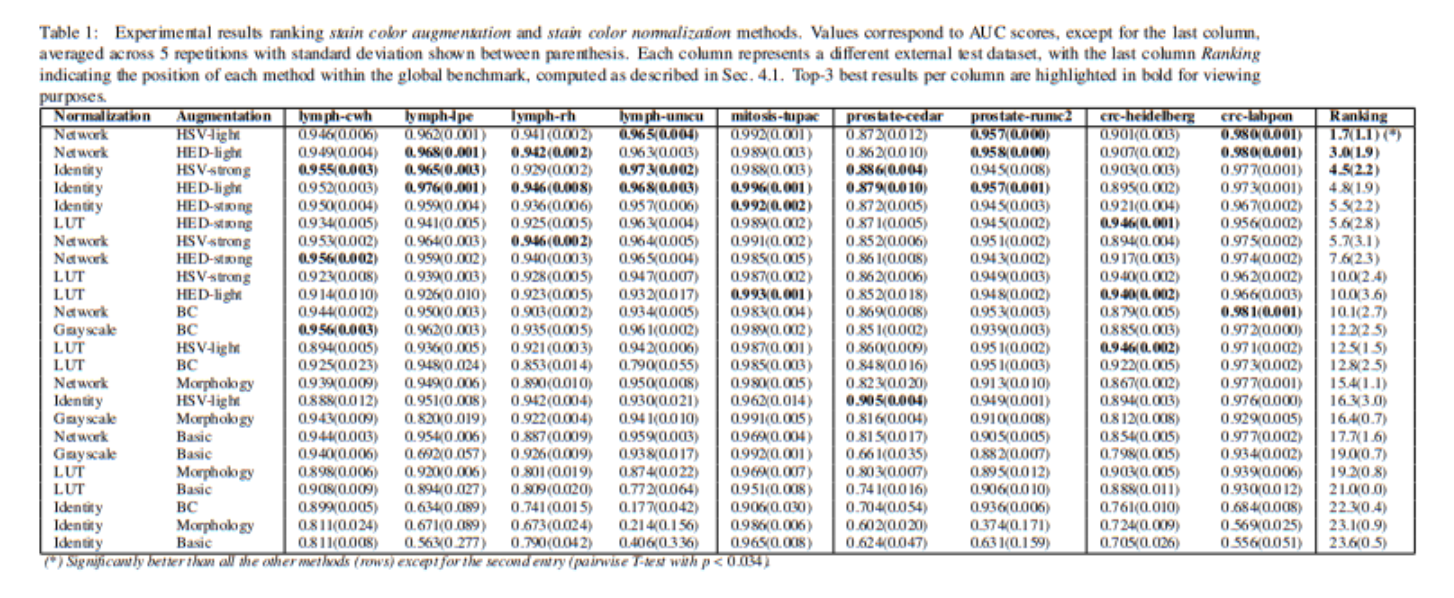 Table 1: Experimental results ranking stain color augmentation and stain color normalization methods. Values correspond to AUC scores, except for the last column,
averaged across 5 repetitions with standard deviation shown between parenthesis. Each column represents a different external test dataset, with the last column Ranking
indicating the position of each method within the global benchmark, computed as described in Sec. 4.1. Top-3 best results per column are highlighted in bold for viewing
purposes.
Normalization Augmentation lymph-cwh lymph-lpe lymph-rh lymph-umcu mitosis-tupac prostate-cedar prostate-rumc2 crc-heidelberg crc-labpon Ranking
Network HSV-light 0.946(0.006) 0.962(0.001) 0.941(0.002) 0.965(0.004) 0.992(0.001) 0.872(0.012) 0.957(0.000) 0.901(0.003) 0.980(0.001) 1.7(1.1) (*)
Network HED-light 0.949(0.004) 0.968(0.001) 0.942(0.002) 0.963(0.003) 0.989(0.003) 0.862(0.010) 0.958(0.000) 0.907(0.002) 0.980(0.001) 3.0(1.9)
Identity HSV-strong 0.955(0.003) 0.965(0.003) 0.929(0.002) 0.973(0.002) 0.988(0.003) 0.886(0.004) 0.945(0.008) 0.903(0.003) 0.977(0.001) 4.5(2.2)
Identity HED-light 0.952(0.003) 0.976(0.001) 0.946(0.008) 0.968(0.003) 0.996(0.001) 0.879(0.010) 0.957(0.001) 0.895(0.002) 0.973(0.001) 4.8(1.9)
Identity HED-strong 0.950(0.004) 0.959(0.004) 0.936(0.006) 0.957(0.006) 0.992(0.002) 0.872(0.005) 0.945(0.003) 0.921(0.004) 0.967(0.002) 5.5(2.2)
LUT HED-strong 0.934(0.005) 0.941(0.005) 0.925(0.005) 0.963(0.004) 0.989(0.002) 0.871(0.005) 0.945(0.002) 0.946(0.001) 0.956(0.002) 5.6(2.8)
Network HSV-strong 0.953(0.002) 0.964(0.003) 0.946(0.002) 0.964(0.005) 0.991(0.002) 0.852(0.006) 0.951(0.002) 0.894(0.004) 0.975(0.002) 5.7(3.1)
Network HED-strong 0.956(0.002) 0.959(0.002) 0.940(0.003) 0.965(0.004) 0.985(0.005) 0.861(0.008) 0.943(0.002) 0.917(0.003) 0.974(0.002) 7.6(2.3)
LUT HSV-strong 0.923(0.008) 0.939(0.003) 0.928(0.005) 0.947(0.007) 0.987(0.002) 0.862(0.006) 0.949(0.003) 0.940(0.002) 0.962(0.002) 10.0(2.4)
LUT HED-light 0.914(0.010) 0.926(0.010) 0.923(0.005) 0.932(0.017) 0.993(0.001) 0.852(0.018) 0.948(0.002) 0.940(0.002) 0.966(0.003) 10.0(3.6)
Network BC 0.944(0.002) 0.950(0.003) 0.903(0.002) 0.934(0.005) 0.983(0.004) 0.869(0.008) 0.953(0.003) 0.879(0.005) 0.981(0.001) 10.1(2.7)
Grayscale BC 0.956(0.003) 0.962(0.003) 0.935(0.005) 0.961(0.002) 0.989(0.002) 0.851(0.002) 0.939(0.003) 0.885(0.003) 0.972(0.000) 12.2(2.5)
LUT HSV-light 0.894(0.005) 0.936(0.005) 0.921(0.003) 0.942(0.006) 0.987(0.001) 0.860(0.009) 0.951(0.002) 0.946(0.002) 0.971(0.002) 12.5(1.5)
LUT BC 0.925(0.023) 0.948(0.024) 0.853(0.014) 0.790(0.055) 0.985(0.003) 0.848(0.016) 0.951(0.003) 0.922(0.005) 0.973(0.002) 12.8(2.5)
Network Morphology 0.939(0.009) 0.949(0.006) 0.890(0.010) 0.950(0.008) 0.980(0.005) 0.823(0.020) 0.913(0.010) 0.867(0.002) 0.977(0.001) 15.4(1.1)
Identity HSV-light 0.888(0.012) 0.951(0.008) 0.942(0.004) 0.930(0.021) 0.962(0.014) 0.905(0.004) 0.949(0.001) 0.894(0.003) 0.976(0.000) 16.3(3.0)
Grayscale Morphology 0.943(0.009) 0.820(0.019) 0.922(0.004) 0.941(0.010) 0.991(0.005) 0.816(0.004) 0.910(0.008) 0.812(0.008) 0.929(0.005) 16.4(0.7)
Network Basic 0.944(0.003) 0.954(0.006) 0.887(0.009) 0.959(0.003) 0.969(0.004) 0.815(0.017) 0.905(0.005) 0.854(0.005) 0.977(0.002) 17.7(1.6)
Grayscale Basic 0.940(0.006) 0.692(0.057) 0.926(0.009) 0.938(0.017) 0.992(0.001) 0.661(0.035) 0.882(0.007) 0.798(0.005) 0.934(0.002) 19.0(0.7)
LUT Morphology 0.898(0.006) 0.920(0.006) 0.801(0.019) 0.874(0.022) 0.969(0.007) 0.803(0.007) 0.895(0.012) 0.903(0.005) 0.939(0.006) 19.2(0.8)
LUT Basic 0.908(0.009) 0.894(0.027) 0.809(0.020) 0.772(0.064) 0.951(0.008) 0.741(0.016) 0.906(0.010) 0.888(0.011) 0.930(0.012) 21.0(0.0)
Identity BC 0.899(0.005) 0.634(0.089) 0.741(0.015) 0.177(0.042) 0.906(0.030) 0.704(0.054) 0.936(0.006) 0.761(0.010) 0.684(0.008) 22.3(0.4)
Identity Morphology 0.811(0.024) 0.671(0.089) 0.673(0.024) 0.214(0.156) 0.986(0.006) 0.602(0.020) 0.374(0.171) 0.724(0.009) 0.569(0.025) 23.1(0.9)
Identity Basic 0.811(0.008) 0.563(0.277) 0.790(0.042) 0.406(0.336) 0.965(0.008) 0.624(0.047) 0.631(0.159) 0.705(0.026) 0.556(0.051) 23.6(0.5)
(*) Significantly better than all the other methods (rows) except for the second entry (pairwise T-test with p < 0.034)